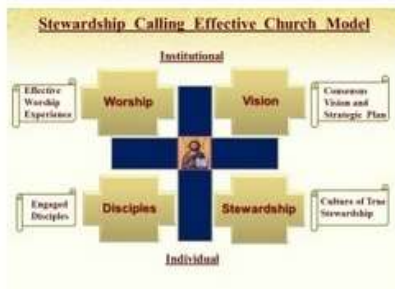 Stewardship Calling Effective Church Model
Institutional
Effective
Worship
Experience
Worship
Vision
Consensus
Vision and
Strategic Plan
Engaged
Disciples
Disciples
Stewardship
Culture of True
Stewardship
Individual